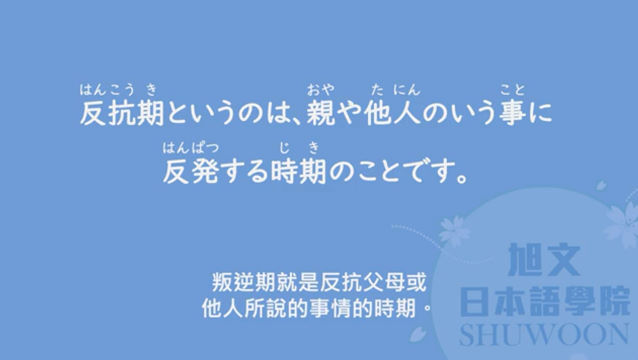 はんこう き おや た にん こと
反抗期というのは、親や他人のいう事に
はんぱつ じ き
反発する時期のことです。
叛逆期就是反抗父母或
他人所說的事情的時期。
旭文
日本語學院
SHUWOON